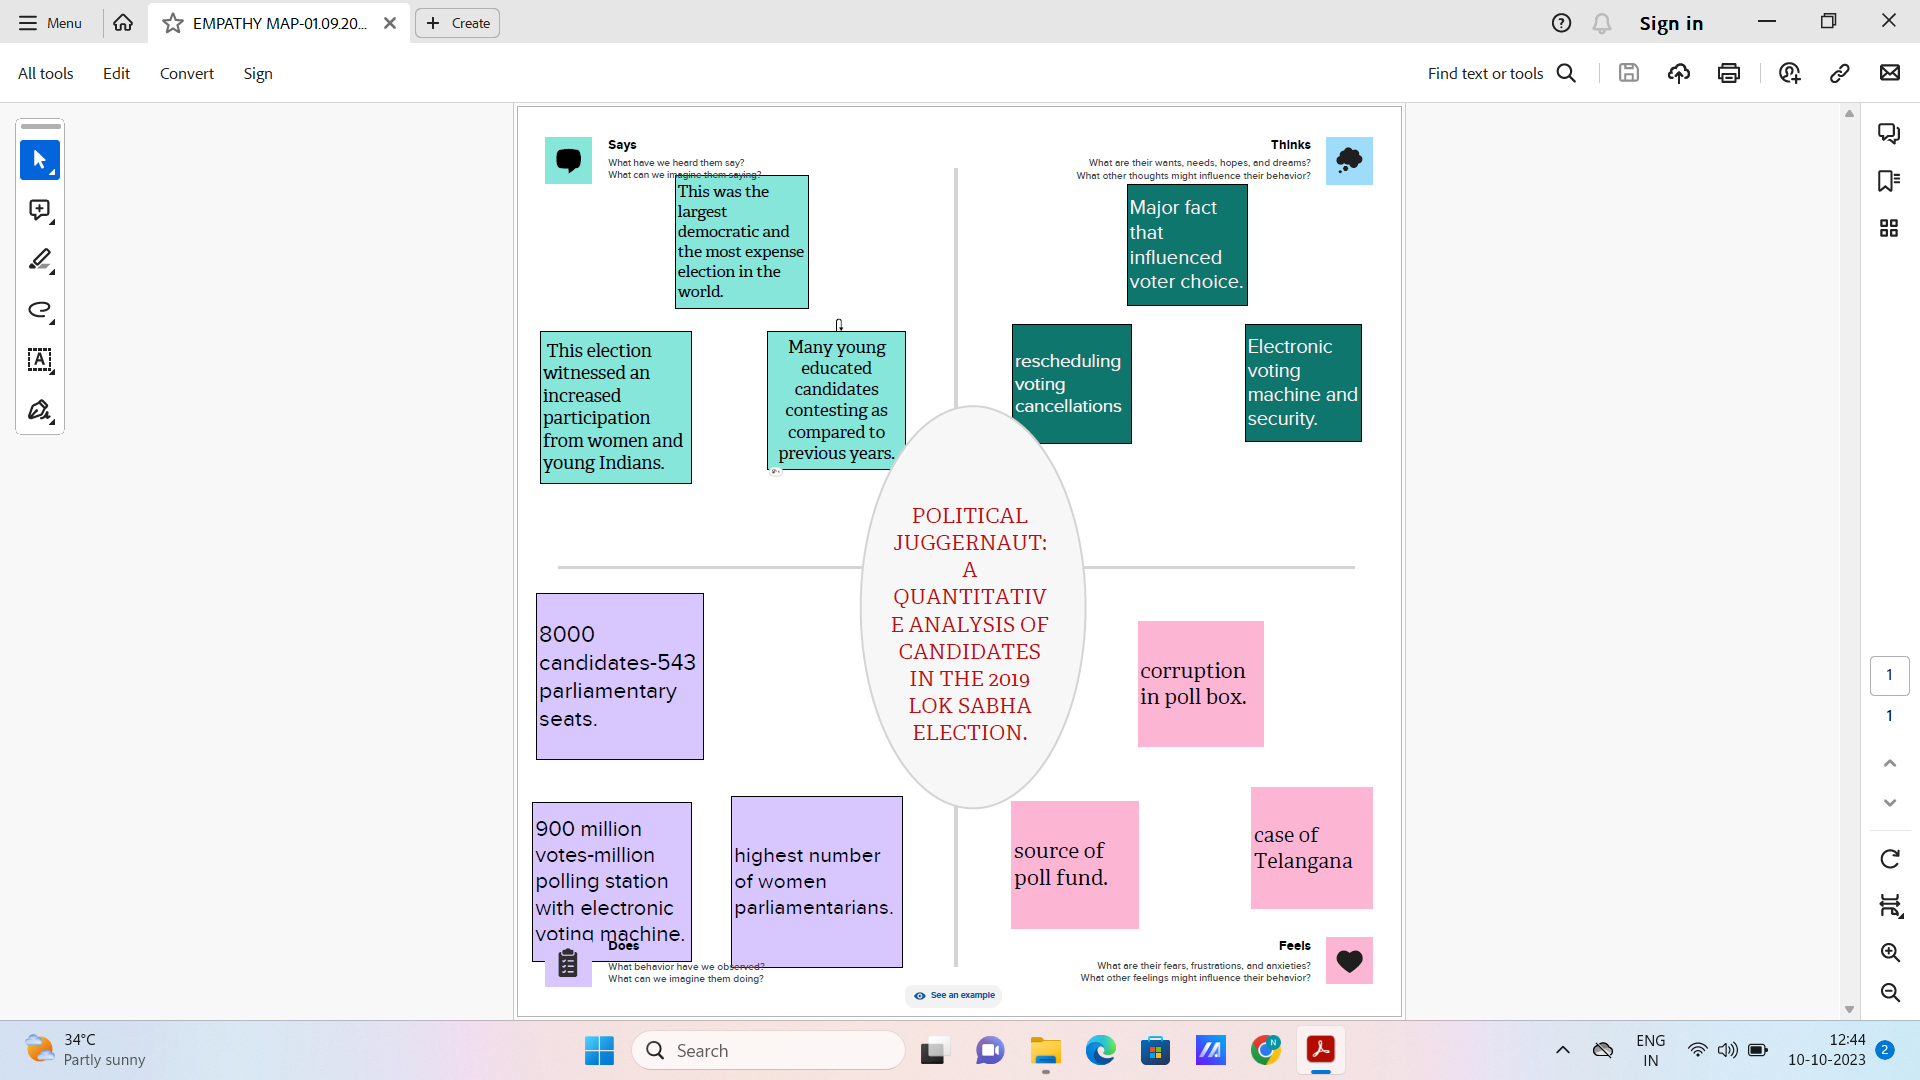 Menu
EMPATHY MAP-01.09.20...
Create
Sign in
All tools
Edit
Convert
Sign
Find text or tools
Says
What have we heard them say?
What can we imagine them saying?
This was the
largest
democratic and
the most expense
election in the
world.
This election
witnessed an
increased
participation
from women and
young Indians.
Many young
educated
candidates
contesting as
compared to
previous years.
Thinks
What are their wants, needs, hopes, and dreams?
What other thoughts might influence their behavior?
Major fact
that
influenced
voter choice.
rescheduling
voting
cancellations
Electronic
voting
machine and
security.
POLITICAL
JUGGERNAUT:
A
QUANTITATIV
E ANALYSIS OF
CANDIDATES
IN THE 2019
LOK SABHA
ELECTION.
8000
candidates-543
parliamentary
seats.
900 million
votes-million
polling station
with electronic
voting machine.
highest number
of women
parliamentarians.
Does
What behavior have we observed?
What can we imagine them doing?
corruption
in poll box.
source of
poll fund.
case of
Telangana
Feels
What are their fears, frustrations, and anxieties?
What other feelings might influence their behavior?
See an example
1
1
34°C
Partly sunny
Search
N
ENG
IN
12:44
10-10-2023
2